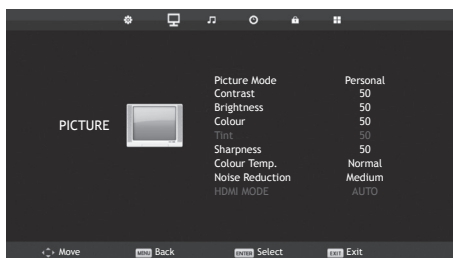 PICTURE
Picture Mode Personal
Contrast 50
Brightness 50
Colour 50
Tint 50
Sharpness 50
Colour Temp. Normal
Noise Reduction Medium
HDMI MODE AUTO
Move MENU Back ENTER Select EXIT Exit